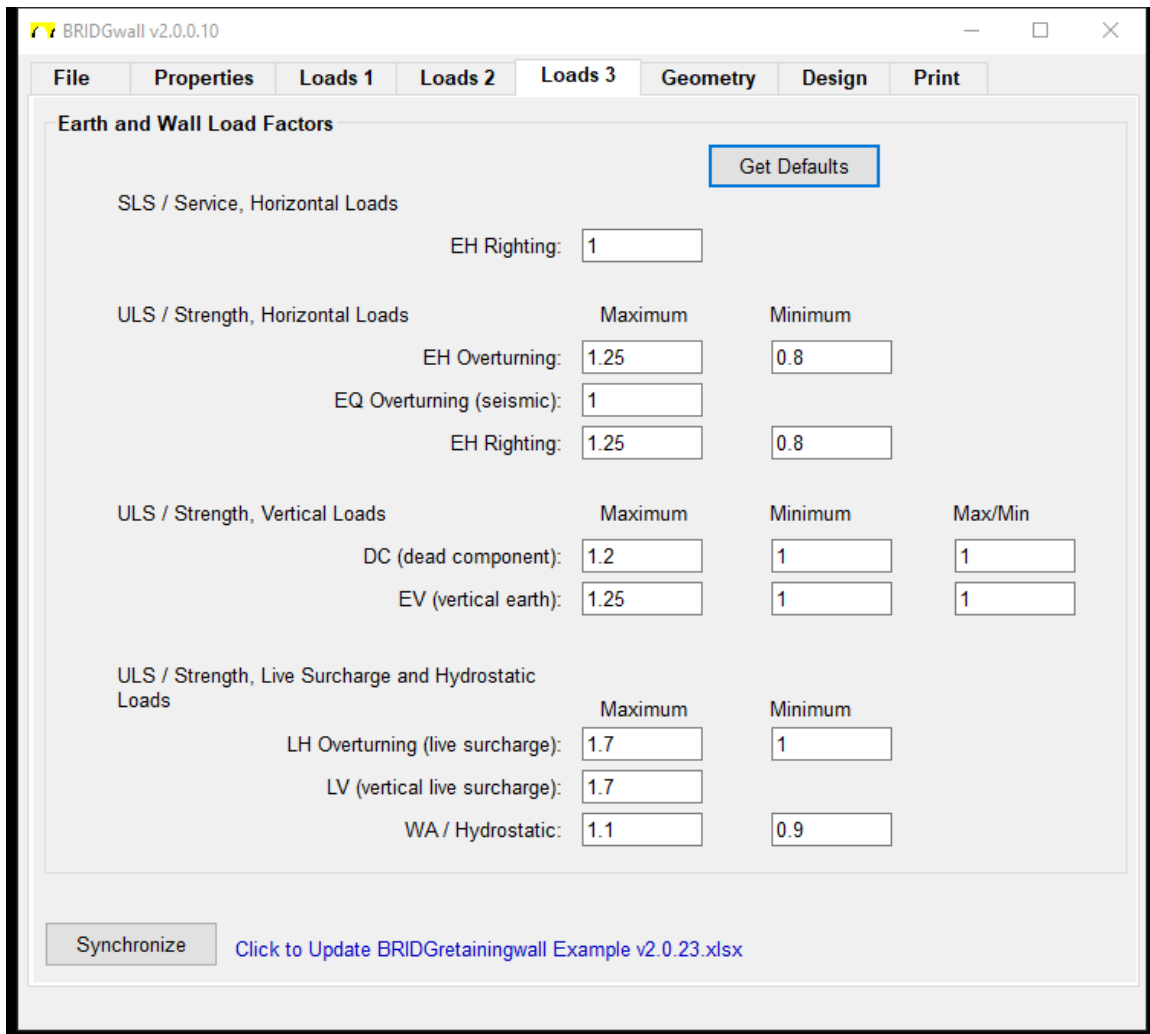 BRIDGwall v2.0.0.10
File Properties Loads 1 Loads 2 Loads 3 Geometry Design Print
Earth and Wall Load Factors
Get Defaults
SLS / Service, Horizontal Loads
EH Righting: 1
ULS / Strength, Horizontal Loads Maximum Minimum
EH Overturning: 1.25 0.8
EQ Overturning (seismic): 1
EH Righting: 1.25 0.8
ULS / Strength, Vertical Loads Maximum Minimum Max/Min
DC (dead component): 1.2 1 1
EV (vertical earth): 1.25 1 1
ULS / Strength, Live Surcharge and Hydrostatic
Loads
Maximum Minimum
LH Overturning (live surcharge): 1.7 1
LV (vertical live surcharge): 1.7
WA / Hydrostatic: 1.1 0.9
Synchronize Click to Update BRIDGretainingwall Example v2.0.23.xlsx